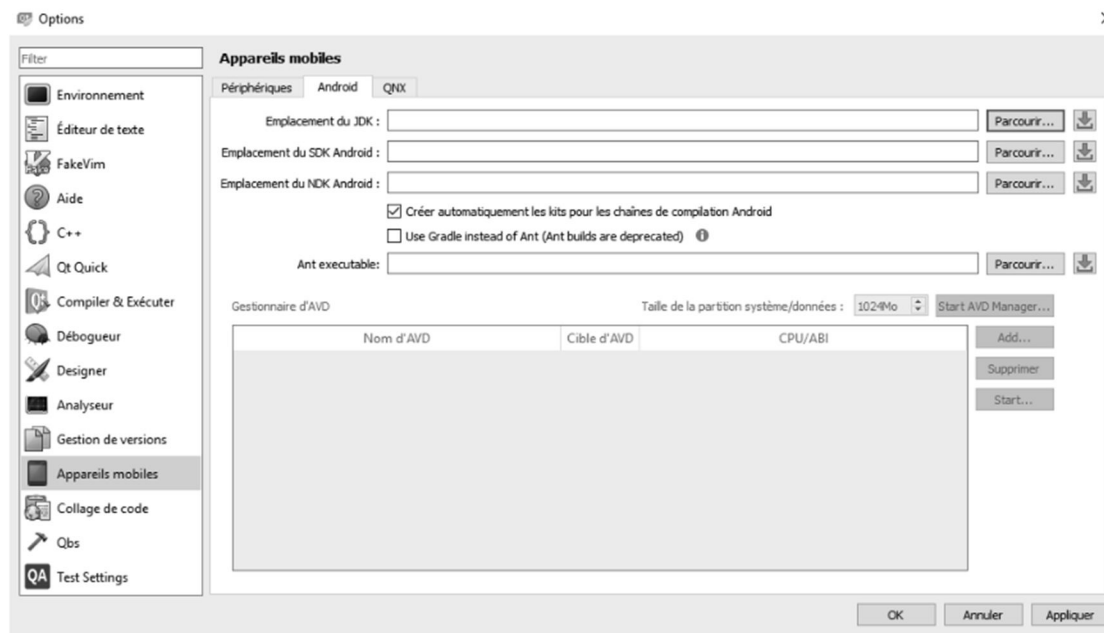 Options
Filter
Environnement
Éditeur de texte
FakeVim
Aide
C++
Qt Quick
Compiler & Exécuter
Débogueur
Designer
Analyseur
Gestion de versions
Appareils mobiles
Collage de code
Qbs
QA Test Settings
Appareils mobiles
Périphériques Android QNX
Emplacement du JDK : Parcourir...
Emplacement du SDK Android : Parcourir...
Emplacement du NDK Android : Parcourir...
Créer automatiquement les kits pour les chaînes de compilation Android
Use Gradle instead of Ant (Ant builds are deprecated)
Ant executable: Parcourir...
Gestionnaire d'AVD Taille de la partition système/données : 1024Mo Start AVD Manager...
Nom d'AVD Cible d'AVD CPU/ABI Add...
Supprimer
Start...
OK Annuler Appliquer